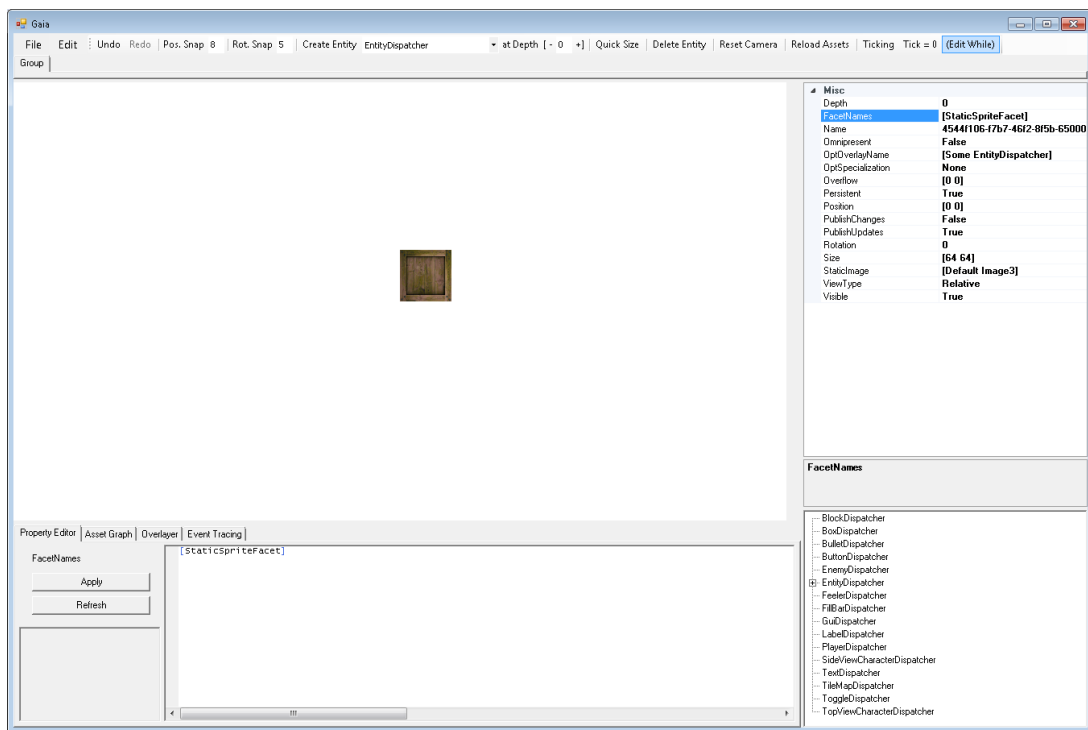 Gaia
File Edit Undo Redo Pos. Snap 8 Rot. Snap 5 Create Entity EntityDispatcher at Depth [ - 0 +] Quick Size Delete Entity Reset Camera Reload Assets Ticking Tick = 0 (Edit While)
Group
Misc
Depth 0
FacetNames [StaticSpriteFacet]
Name 4544f106-f7b7-46f2-8f5b-65000
Omnipresent False
OptOverlayName [Some EntityDispatcher]
OptSpecialization None
Overflow [0 0]
Persistent True
Position [0 0]
PublishChanges False
PublishUpdates True
Rotation 0
Size [64 64]
StaticImage [Default Image3]
ViewType Relative
Visible True
FacetNames
Property Editor Asset Graph Overlayer Event Tracing
FacetNames
Apply
Refresh
[StaticSpriteFacet]
BlockDispatcher
BoxDispatcher
BulletDispatcher
ButtonDispatcher
EnemyDispatcher
EntityDispatcher
FeelerDispatcher
FillBarDispatcher
GuiDispatcher
LabelDispatcher
PlayerDispatcher
SideViewCharacterDispatcher
TextDispatcher
TileMapDispatcher
ToggleDispatcher
TopViewCharacterDispatcher